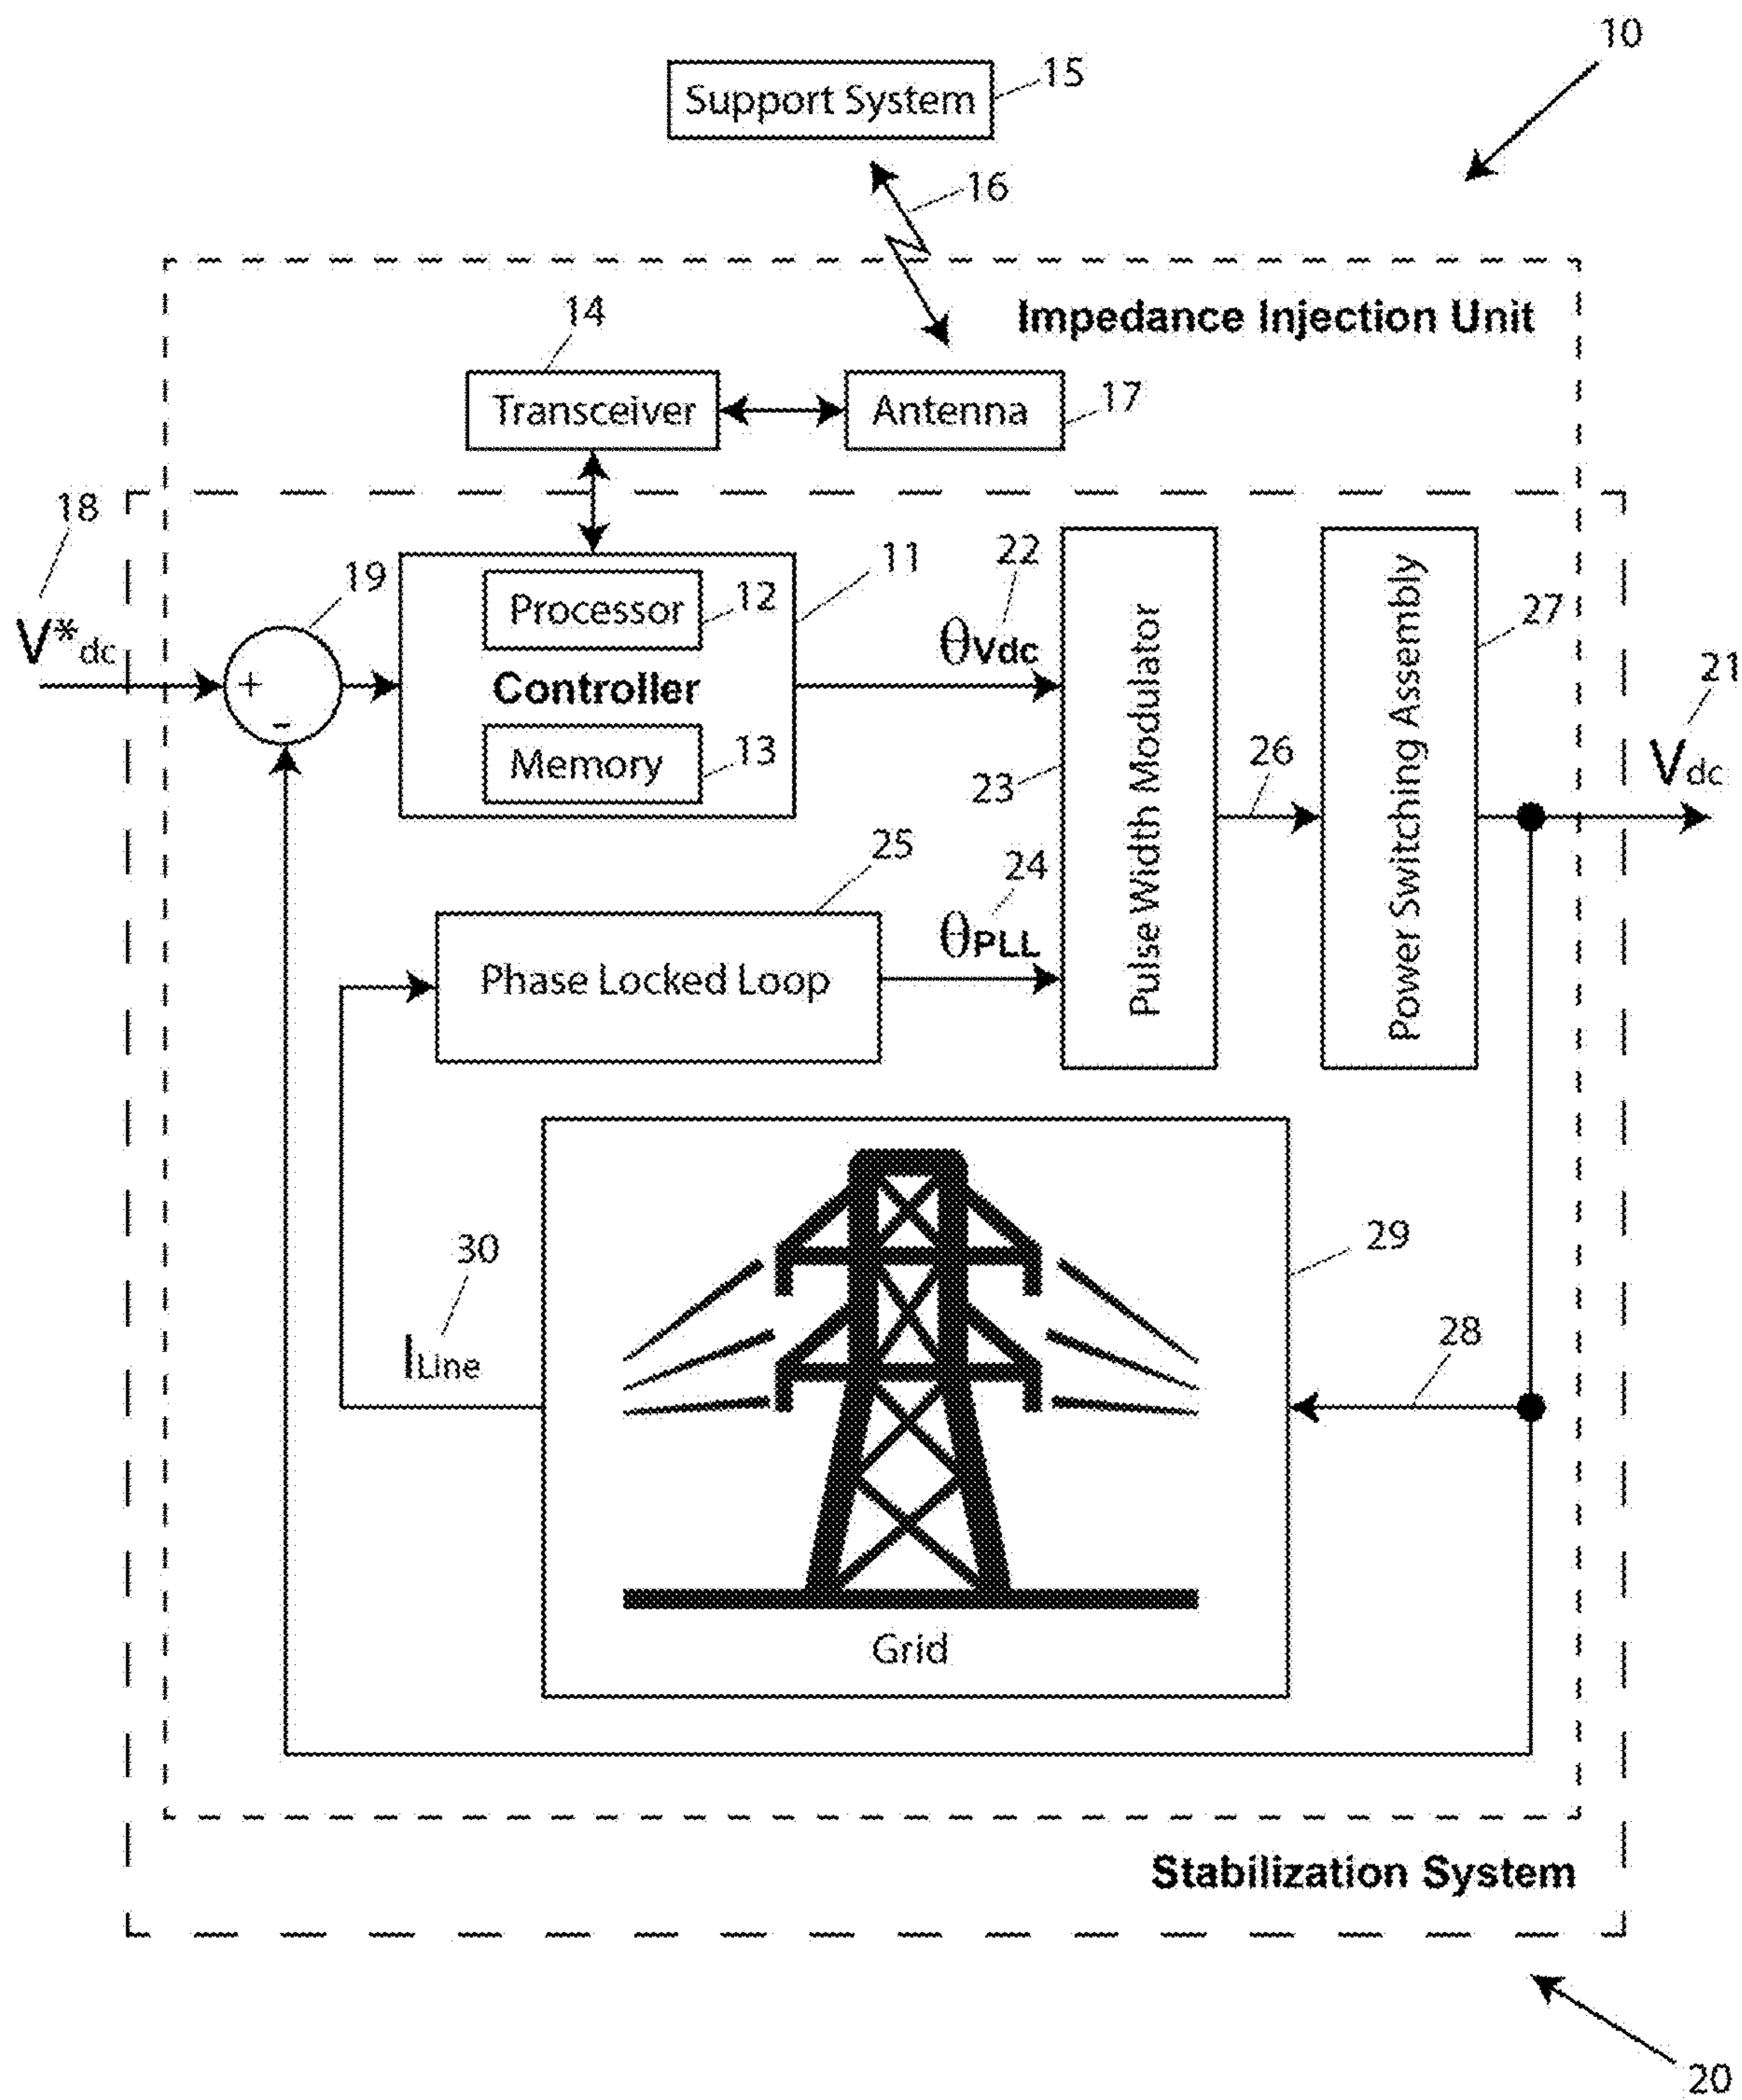 10
Support System
15
16
Impedance Injection Unit
14
Transceiver
Antenna
17
18
V*dc
19
+
-
11
Processor
12
Controller
Memory
13
22
θVdc
23
Pulse Width Modulator
26
Power Switching Assembly
27
21
Vdc
25
24
θPLL
Phase Locked Loop
30
ILine
29
28
Grid
Stabilization System
20